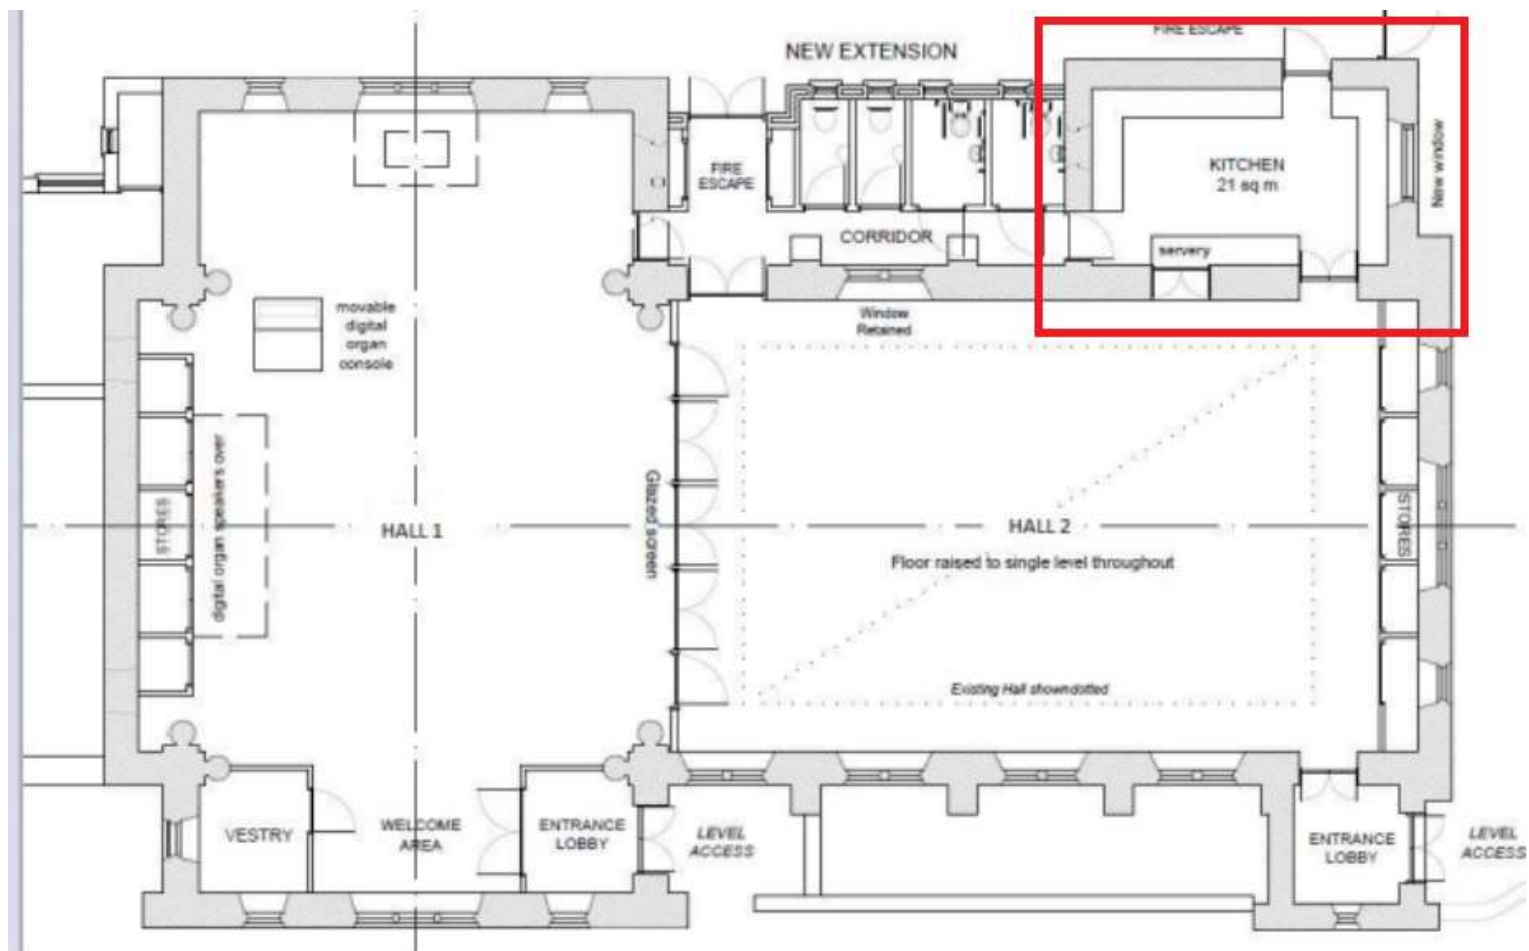 FIRE ESCAPE
NEW EXTENSION
FIRE
ESCAPE
KITCHEN
21 sq m
New window
CORRIDOR
servery
movable
digital
organ
console
Window
Retained
STORES
digital organ speakers over
HALL 1
Glazed screen
HALL 2
Floor raised to single level throughout
STORES
Existing Hall showndotted
VESTRY
WELCOME
AREA
ENTRANCE
LOBBY
LEVEL
ACCESS
ENTRANCE
LOBBY
LEVEL
ACCESS